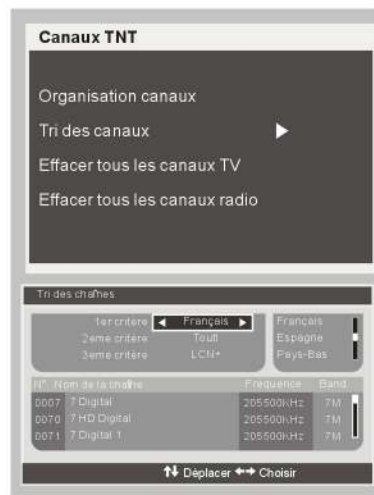 Canaux TNT
Organisation canaux
Tri des canaux
Effacer tous les canaux TV
Effacer tous les canaux radio
Tri des chaînes
1er critère Français Français
2eme critère Tout! Espagne
3eme critère LCN+ Pays-Bas
N° Nom de la chaîne Fréquence Band
0007 7 Digital 205500KHz 7M
0070 7 HD Digital 205500KHz 7M
0071 7 Digital 1 205500KHz 7M
Déplacer Choisir